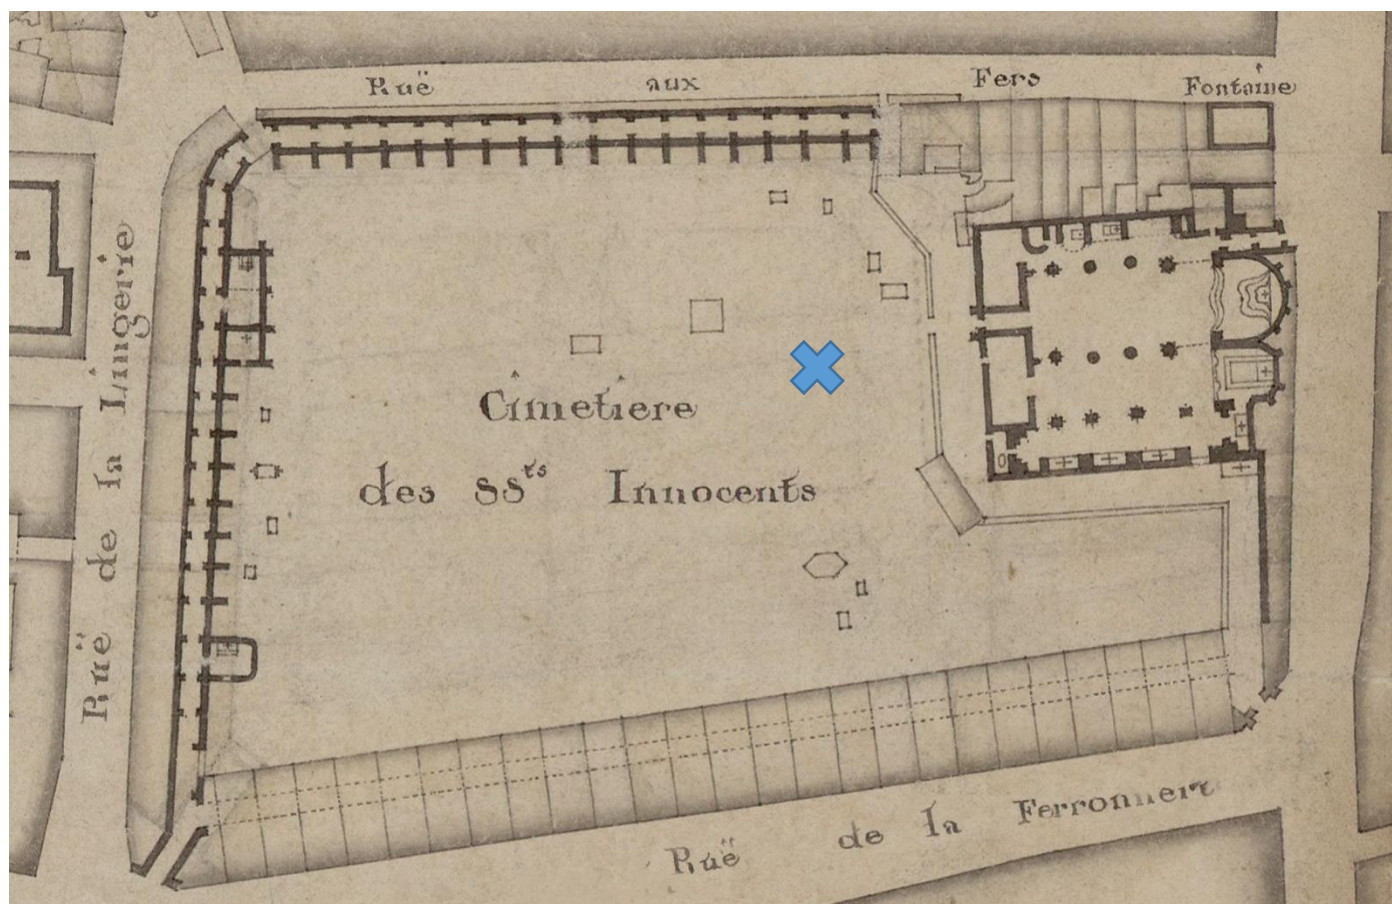 Ruë aux Fers
Fontaine
Ruë de la Lingerie
Cimetiere
des SSts Innocents
Ruë de la Ferronnerie